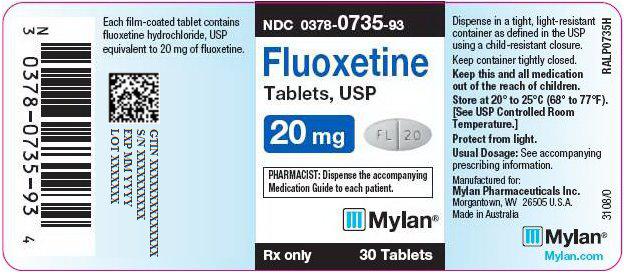 N
3 0378-0735-93 4
Each film-coated tablet contains
fluoxetine hydrochloride, USP
equivalent to 20 mg of fluoxetine.
GTIN XXXXXXXXXXXXXX
S/N XXXXXXXXXX
EXP MM YYYY
LOT XXXXXXX
NDC 0378-0735-93
Fluoxetine
Tablets, USP
20 mg
FL 20
PHARMACIST: Dispense the accompanying
Medication Guide to each patient.
Mylan®
Rx only 30 Tablets
Dispense in a tight, light-resistant
container as defined in the USP
using a child-resistant closure.
Keep container tightly closed.
Keep this and all medication
out of the reach of children.
Store at 20° to 25°C (68° to 77°F).
[See USP Controlled Room
Temperature.]
Protect from light.
Usual Dosage: See accompanying
prescribing information.
Manufactured for:
Mylan Pharmaceuticals Inc.
Morgantown, WV 26505 U.S.A.
Made in Australia
Mylan®
Mylan.com
RALP0735H
3108/0